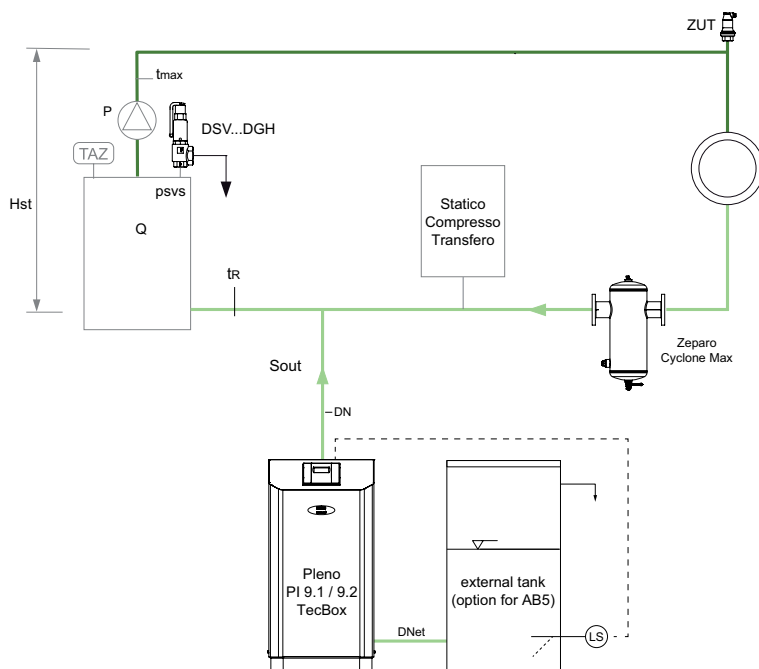 ZUT
tmax
P
DSV...DGH
TAZ
psvs
Hst
Q
Statico
Compresso
Transfero
tR
Zeparo
Cyclone Max
Sout
DN
Pleno
PI 9.1 / 9.2
TecBox
external tank
(option for AB5)
DNet
LS